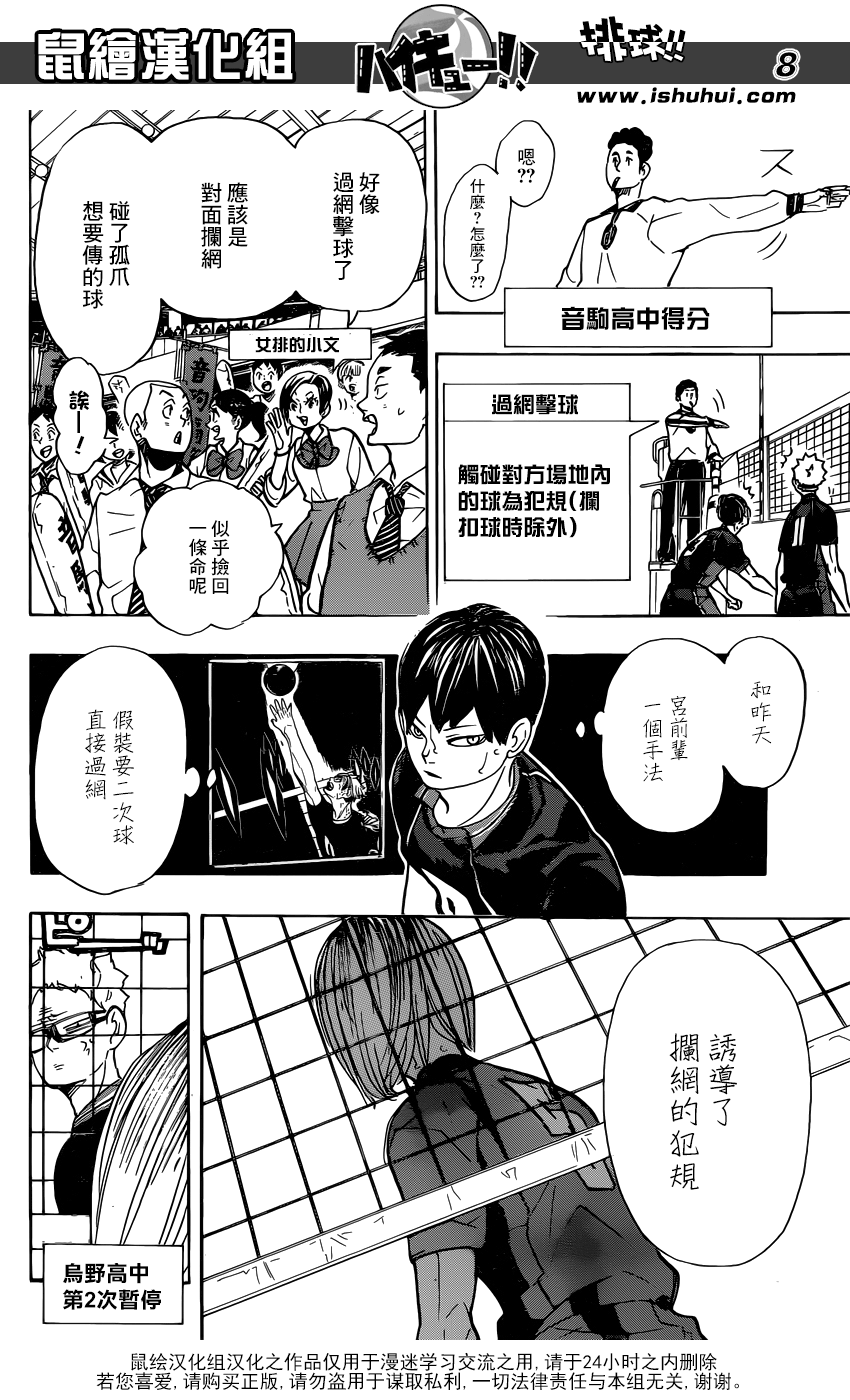 鼠繪漢化組
ハイキュー!!
排球!!
8
www.ishuhui.com
嗯??
什麼？怎麼了??
ス
音駒高中得分
好像
過網擊球了
應該是
對面攔網
碰了孤爪
想要傳的球
女排的小文
誒—!
似乎撿回
一條命呢
音駒
過網擊球
觸碰對方場地內
的球為犯規(攔
扣球時除外)
和昨天
宮前輩
一個手法
假裝要二次球
直接過網
誘導了
攔網的犯規
烏野高中
第2次暫停
鼠绘汉化组汉化之作品仅用于漫迷学习交流之用,请于24小时之内删除
若您喜爱,请购买正版,请勿盗用于谋取私利,一切法律责任与本组无关,谢谢。